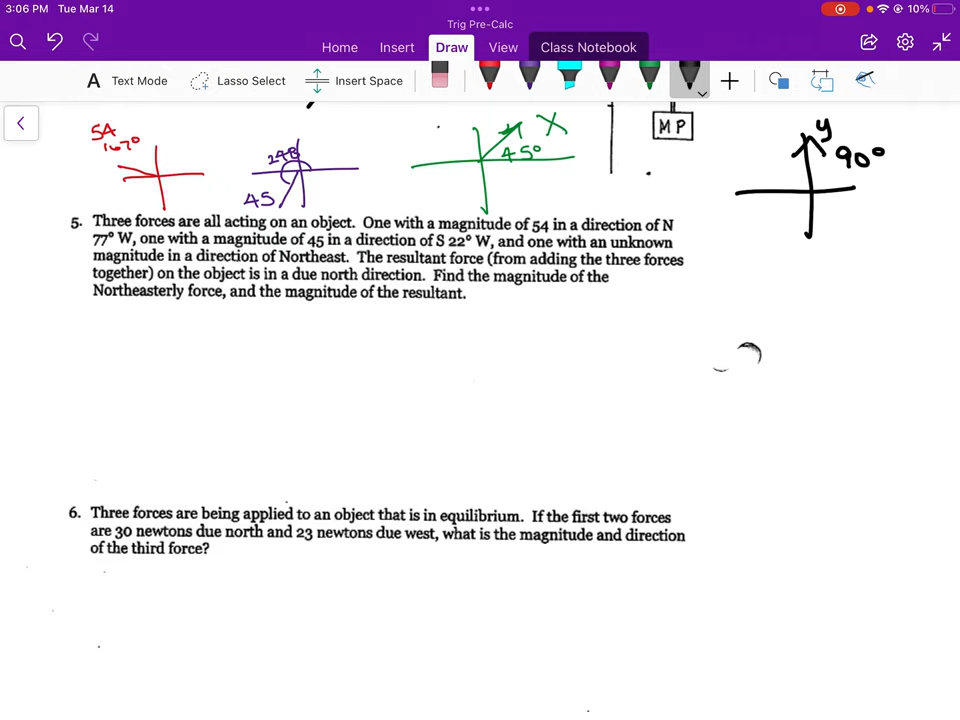 3:06 PM Tue Mar 14
10%
Trig Pre-Calc
Home Insert Draw View Class Notebook
A Text Mode Lasso Select Insert Space
54
167°
248
45
X
45°
MP
y
90°
5. Three forces are all acting on an object. One with a magnitude of 54 in a direction of N
77° W, one with a magnitude of 45 in a direction of S 22° W, and one with an unknown
magnitude in a direction of Northeast. The resultant force (from adding the three forces
together) on the object is in a due north direction. Find the magnitude of the
Northeasterly force, and the magnitude of the resultant.
6. Three forces are being applied to an object that is in equilibrium. If the first two forces
are 30 newtons due north and 23 newtons due west, what is the magnitude and direction
of the third force?